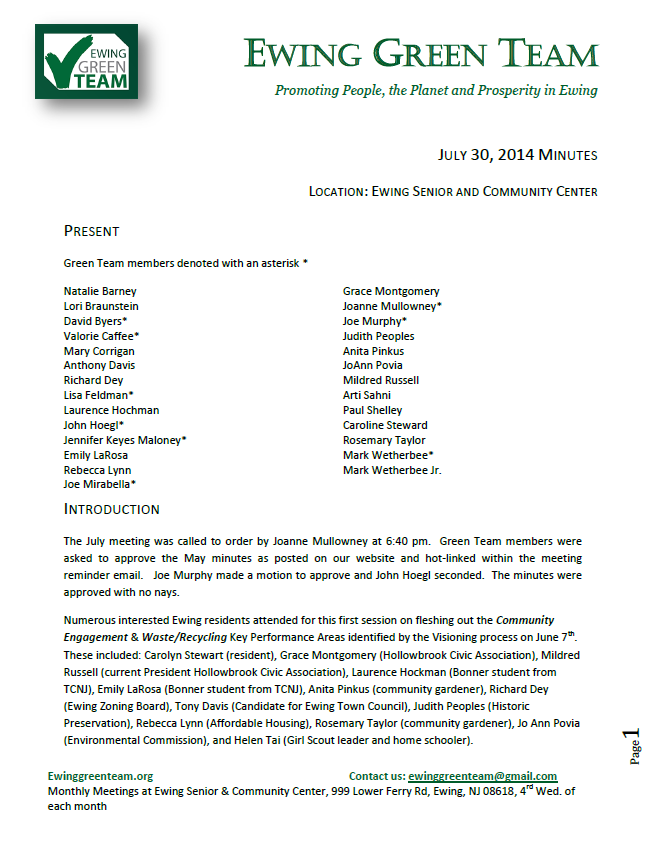 EWING
GREEN
TEAM
EWING GREEN TEAM
Promoting People, the Planet and Prosperity in Ewing
JULY 30, 2014 MINUTES
LOCATION: EWING SENIOR AND COMMUNITY CENTER
PRESENT
Green Team members denoted with an asterisk *
Natalie Barney
Lori Braunstein
David Byers*
Valorie Caffee*
Mary Corrigan
Anthony Davis
Richard Dey
Lisa Feldman*
Laurence Hochman
John Hoegl*
Jennifer Keyes Maloney*
Emily LaRosa
Rebecca Lynn
Joe Mirabella*
Grace Montgomery
Joanne Mullowney*
Joe Murphy*
Judith Peoples
Anita Pinkus
JoAnn Povia
Mildred Russell
Arti Sahni
Paul Shelley
Caroline Steward
Rosemary Taylor
Mark Wetherbee*
Mark Wetherbee Jr.
INTRODUCTION
The July meeting was called to order by Joanne Mullowney at 6:40 pm. Green Team members were
asked to approve the May minutes as posted on our website and hot-linked within the meeting
reminder email. Joe Murphy made a motion to approve and John Hoegl seconded. The minutes were
approved with no nays.
Numerous interested Ewing residents attended for this first session on fleshing out the Community
Engagement & Waste/Recycling Key Performance Areas identified by the Visioning process on June 7th.
These included: Carolyn Stewart (resident), Grace Montgomery (Hollowbrook Civic Association), Mildred
Russell (current President Hollowbrook Civic Association), Laurence Hockman (Bonner student from
TCNJ), Emily LaRosa (Bonner student from TCNJ), Anita Pinkus (community gardener), Richard Dey
(Ewing Zoning Board), Tony Davis (Candidate for Ewing Town Council), Judith Peoples (Historic
Preservation), Rebecca Lynn (Affordable Housing), Rosemary Taylor (community gardener), Jo Ann Povia
(Environmental Commission), and Helen Tai (Girl Scout leader and home schooler).
Page1
Ewinggreenteam.org Contact us: ewinggreenteam@gmail.com
Monthly Meetings at Ewing Senior & Community Center, 999 Lower Ferry Rd, Ewing, NJ 08618, 4rd Wed. of
each month